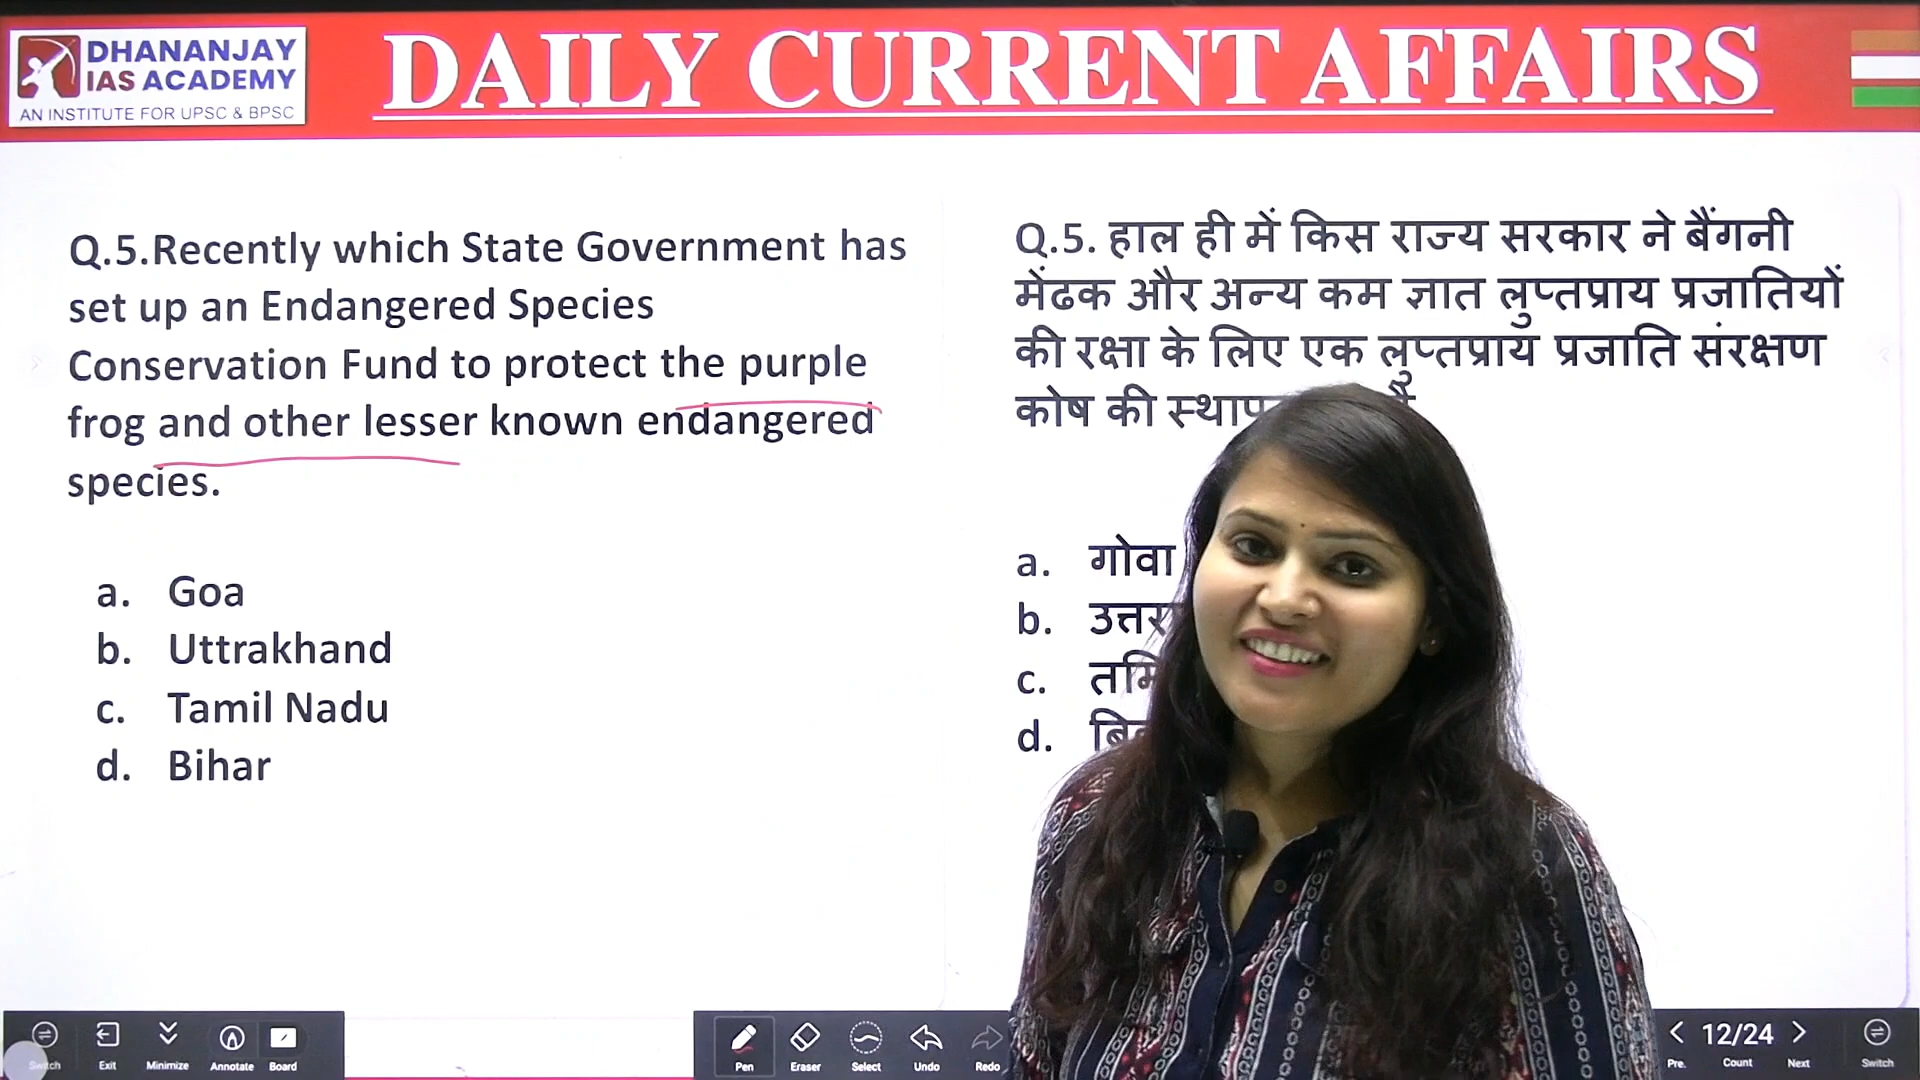 DHANANJAY
IAS ACADEMY
AN INSTITUTE FOR UPSC & BPSC
DAILY CURRENT AFFAIRS
Q.5.Recently which State Government has
set up an Endangered Species
Conservation Fund to protect the purple
frog and other lesser known endangered
species.
a. Goa
b. Uttrakhand
c. Tamil Nadu
d. Bihar
Q.5. हाल ही में किस राज्य सरकार ने बैंगनी
मेंढक और अन्य कम ज्ञात लुप्तप्राय प्रजातियों
की रक्षा के लिए एक लुप्तप्राय प्रजाति संरक्षण
कोष की
a. गोवा
b.
c.
d.
Switch
Exit
Minimize
Annotate
Board
Pen
Eraser
Select
Undo
Redo
12/24
Pre.
Count
Next
Switch